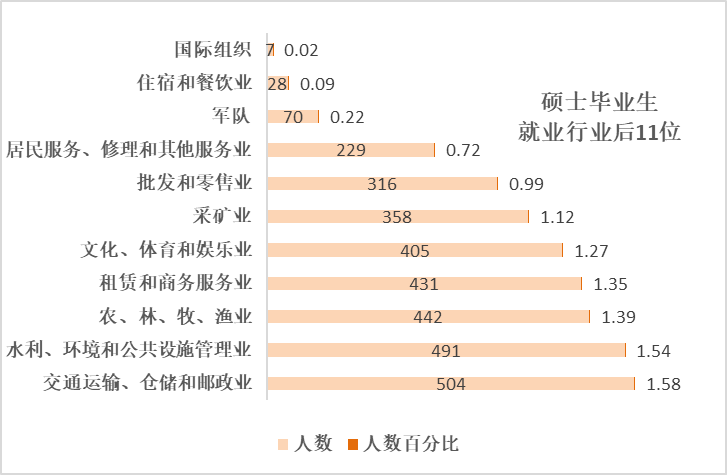 硕士毕业生
就业行业后11位
国际组织 7 0.02
住宿和餐饮业 28 0.09
军队 70 0.22
居民服务、修理和其他服务业 229 0.72
批发和零售业 316 0.99
采矿业 358 1.12
文化、体育和娱乐业 405 1.27
租赁和商务服务业 431 1.35
农、林、牧、渔业 442 1.39
水利、环境和公共设施管理业 491 1.54
交通运输、仓储和邮政业 504 1.58
人数 人数百分比